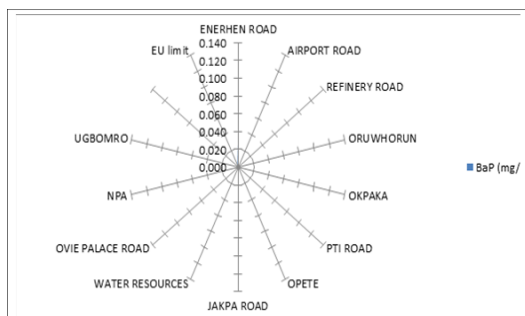 ENERHEN ROAD
0.140
0.120
0.100
0.080
0.060
0.040
0.020
0.000
AIRPORT ROAD
REFINERY ROAD
ORUWHORUN
OKPAKA
PTI ROAD
OPETE
JAKPA ROAD
WATER RESOURCES
OVIE PALACE ROAD
NPA
UGBOMRO
EU limit
BaP (mg/